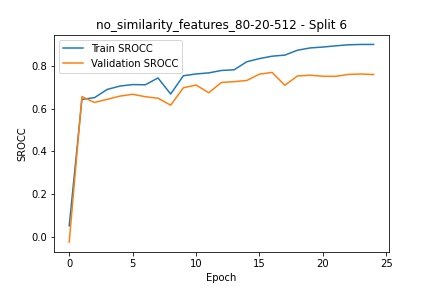 no_similarity_features_80-20-512 - Split 6
Train SROCC
Validation SROCC
SROCC
0.8
0.6
0.4
0.2
0.0
0 5 10 15 20 25
Epoch